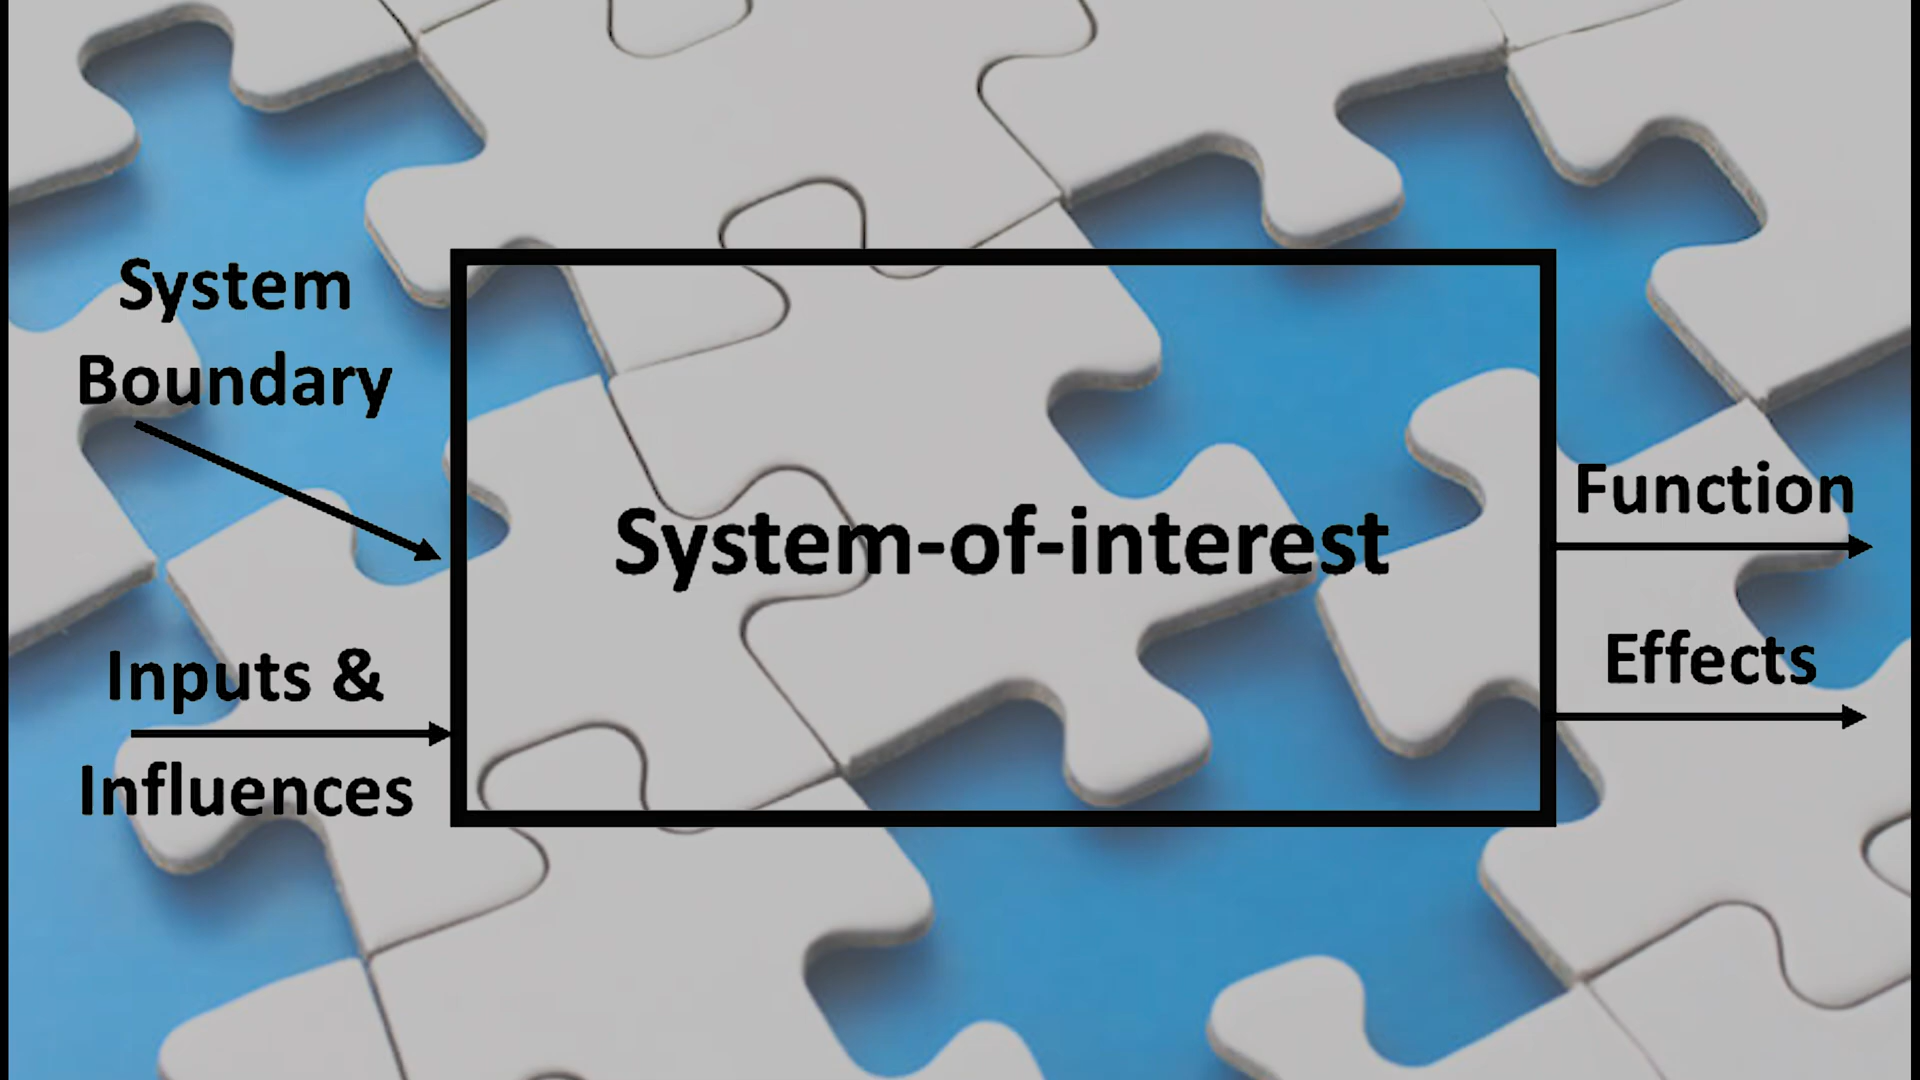 System
Boundary
System-of-interest
Inputs &
Influences
Function
Effects